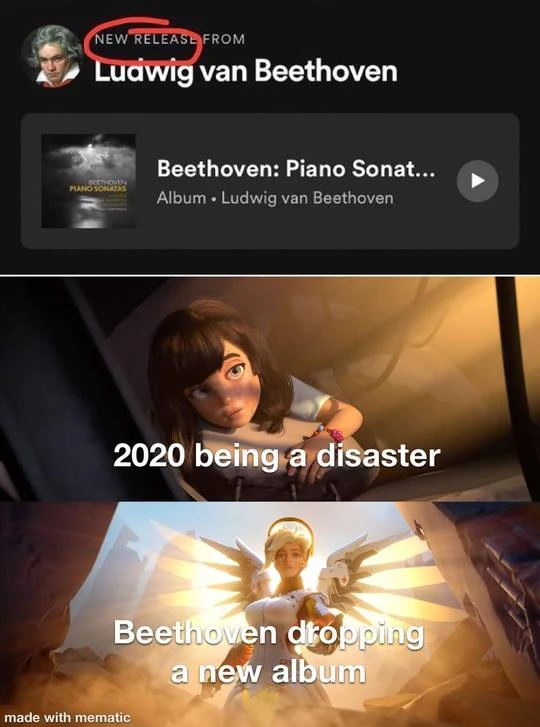 NEW RELEASE FROM
Ludwig van Beethoven
BEETHOVEN
PIANO SONATAS
Beethoven: Piano Sonat...
Album • Ludwig van Beethoven
2020 being a disaster
Beethoven dropping
a new album
made with mematic